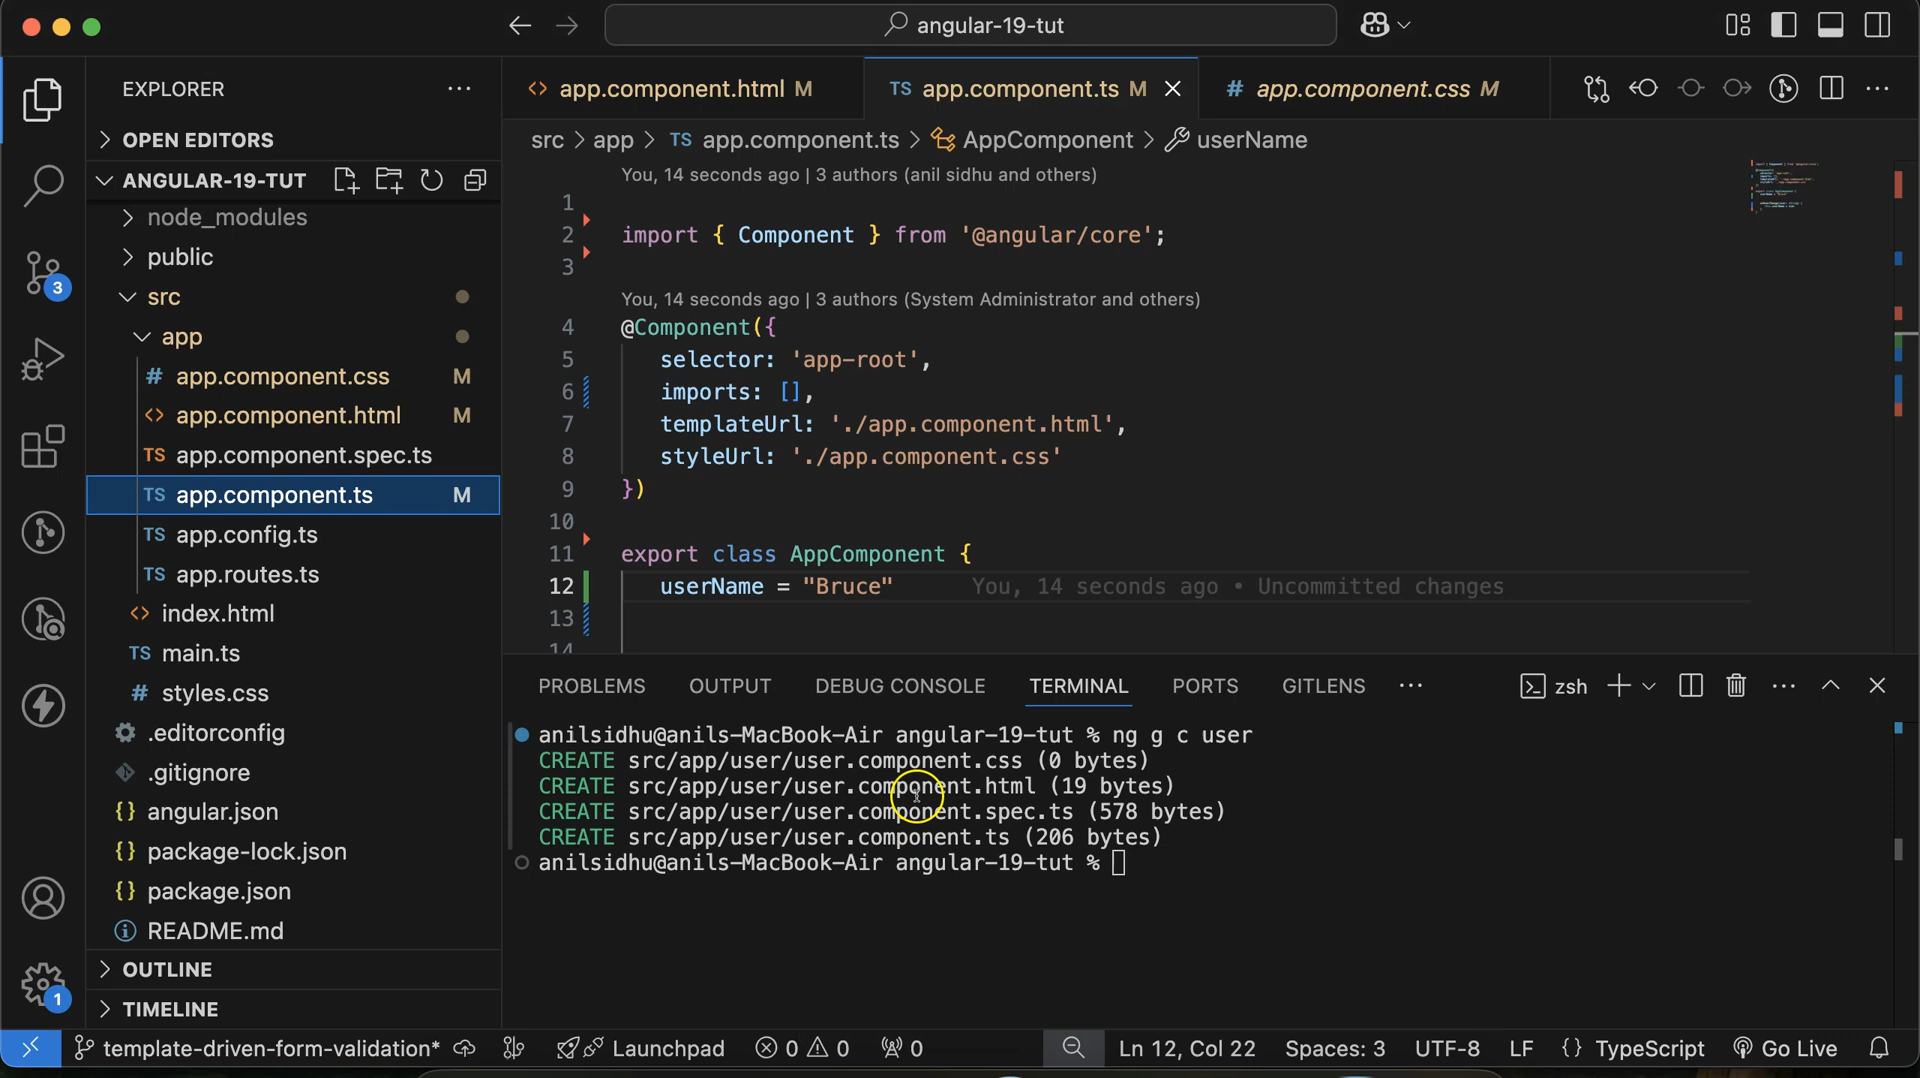 angular-19-tut
EXPLORER
OPEN EDITORS
ANGULAR-19-TUT
node_modules
public
src
app
# app.component.css M
<> app.component.html M
TS app.component.spec.ts
TS app.component.ts M
TS app.config.ts
TS app.routes.ts
<> index.html
TS main.ts
# styles.css
.editorconfig
.gitignore
{} angular.json
{} package-lock.json
{} package.json
README.md
OUTLINE
TIMELINE
3
1
<> app.component.html M
TS app.component.ts M
# app.component.css M
src > app > TS app.component.ts > AppComponent > userName
You, 14 seconds ago | 3 authors (anil sidhu and others)
1
2 import { Component } from '@angular/core';
3
You, 14 seconds ago | 3 authors (System Administrator and others)
4 @Component({
5 selector: 'app-root',
6 imports: [],
7 templateUrl: './app.component.html',
8 styleUrl: './app.component.css'
9 })
10
11 export class AppComponent {
12 userName = "Bruce" You, 14 seconds ago • Uncommitted changes
13
14
PROBLEMS OUTPUT DEBUG CONSOLE TERMINAL PORTS GITLENS
zsh
anilsidhu@anils-MacBook-Air angular-19-tut % ng g c user
CREATE src/app/user/user.component.css (0 bytes)
CREATE src/app/user/user.component.html (19 bytes)
CREATE src/app/user/user.component.spec.ts (578 bytes)
CREATE src/app/user/user.component.ts (206 bytes)
anilsidhu@anils-MacBook-Air angular-19-tut %
template-driven-form-validation* Launchpad 0 0 0 Ln 12, Col 22 Spaces: 3 UTF-8 LF {} TypeScript Go Live